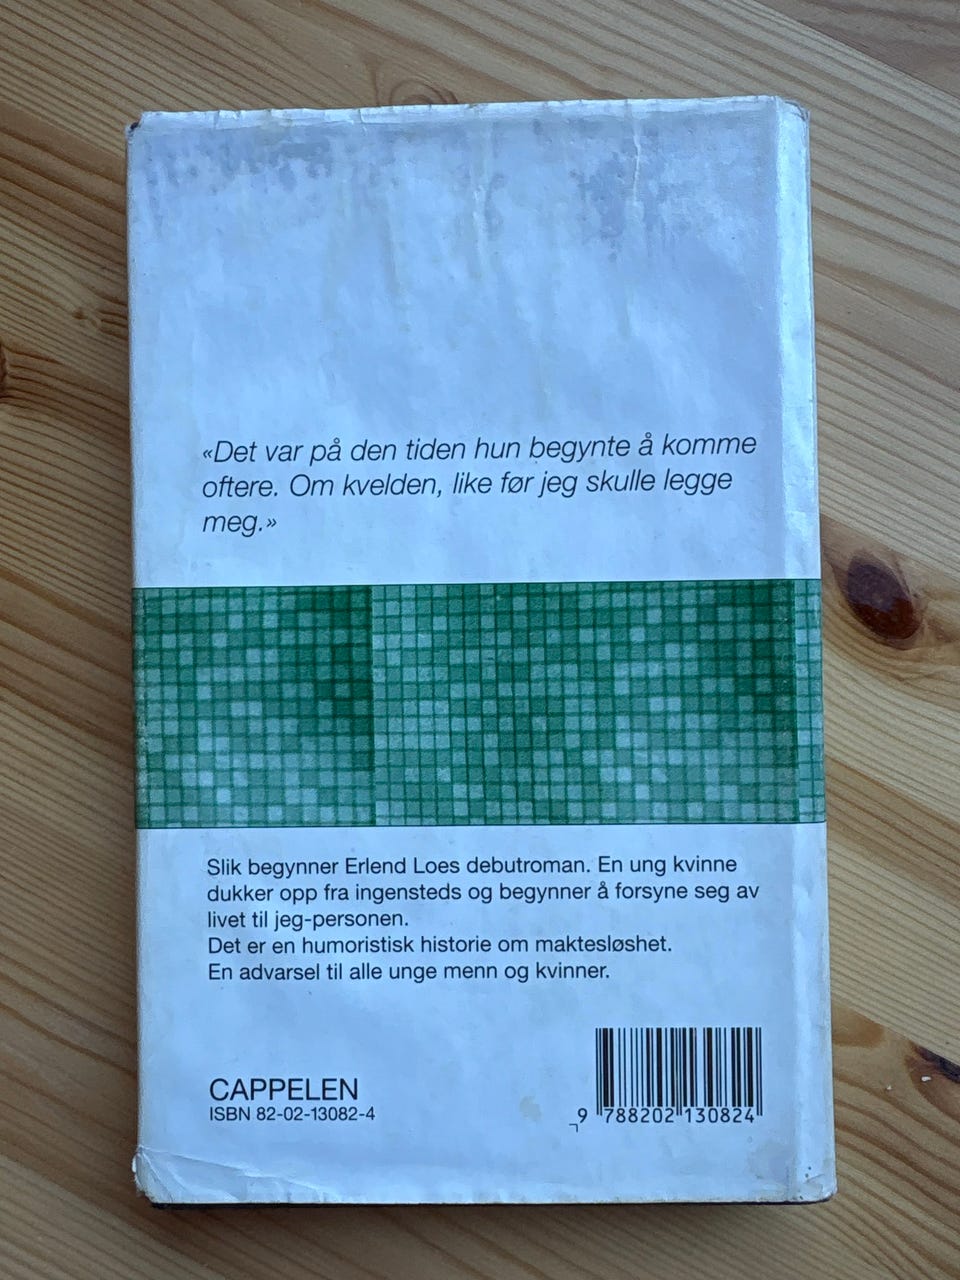 «Det var på den tiden hun begynte å komme
oftere. Om kvelden, like før jeg skulle legge
meg.»
Slik begynner Erlend Loes debutroman. En ung kvinne
dukker opp fra ingensteds og begynner å forsyne seg av
livet til jeg-personen.
Det er en humoristisk historie om maktesløshet.
En advarsel til alle unge menn og kvinner.
CAPPELEN
ISBN 82-02-13082-4
9 788202 130824